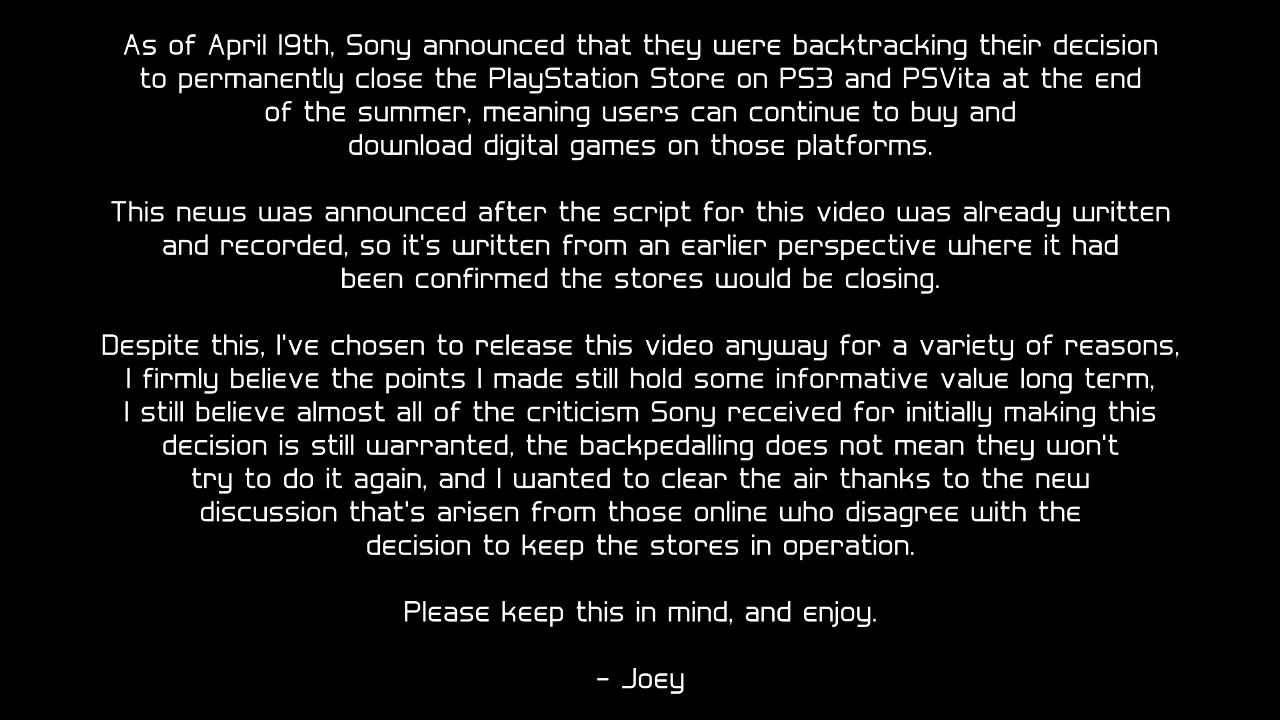 As of April 19th, Sony announced that they were backtracking their decision
to permanently close the PlayStation Store on PS3 and PSVita at the end
of the summer, meaning users can continue to buy and
download digital games on those platforms.
This news was announced after the script for this video was already written
and recorded, so it's written from an earlier perspective where it had
been confirmed the stores would be closing.
Despite this, I've chosen to release this video anyway for a variety of reasons,
I firmly believe the points I made still hold some informative value long term,
I still believe almost all of the criticism Sony received for initially making this
decision is still warranted, the backpedalling does not mean they won't
try to do it again, and I wanted to clear the air thanks to the new
discussion that's arisen from those online who disagree with the
decision to keep the stores in operation.
Please keep this in mind, and enjoy.
- Joey